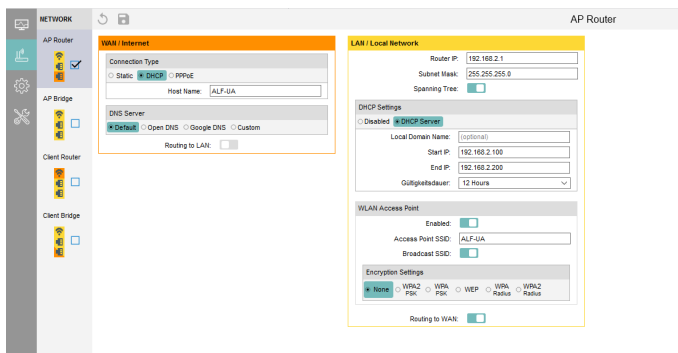 NETWORK
AP Router
AP Router
AP Bridge
Client Router
Client Bridge
WAN / Internet
Connection Type
Static DHCP PPPoE
Host Name: ALF-UA
DNS Server
Default Open DNS Google DNS Custom
Routing to LAN:
LAN / Local Network
Router IP: 192.168.2.1
Subnet Mask: 255.255.255.0
Spanning Tree:
DHCP Settings
Disabled DHCP Server
Local Domain Name: (optional)
Start IP: 192.168.2.100
End IP: 192.168.2.200
Gültigkeitsdauer: 12 Hours
WLAN Access Point
Enabled:
Access Point SSID: ALF-UA
Broadcast SSID:
Encryption Settings
None WPA2 PSK WPA PSK WEP WPA Radius WPA2 Radius
Routing to WAN: